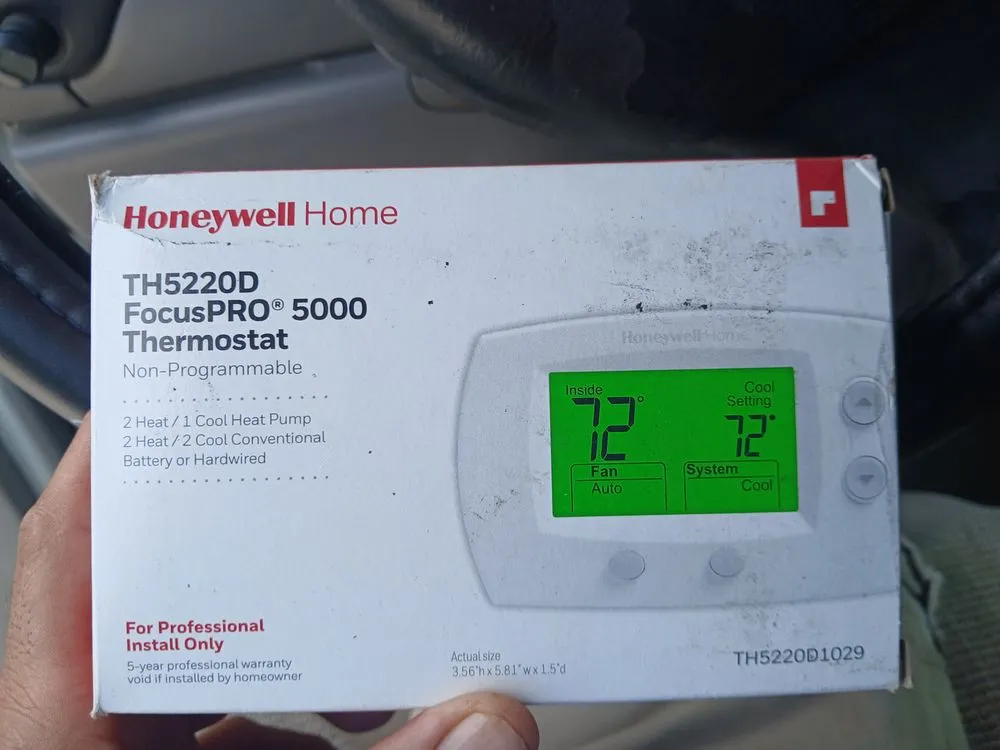 Honeywell Home
TH5220D
FocusPRO® 5000
Thermostat
Non-Programmable
2 Heat / 1 Cool Heat Pump
2 Heat / 2 Cool Conventional
Battery or Hardwired
Honeywell Home
Inside
72°
Cool
Setting
72°
Fan
Auto
System
Cool
For Professional
Install Only
5-year professional warranty
void if installed by homeowner
Actual size
3.56"h x 5.81" w x 1.5"d
TH5220D1029